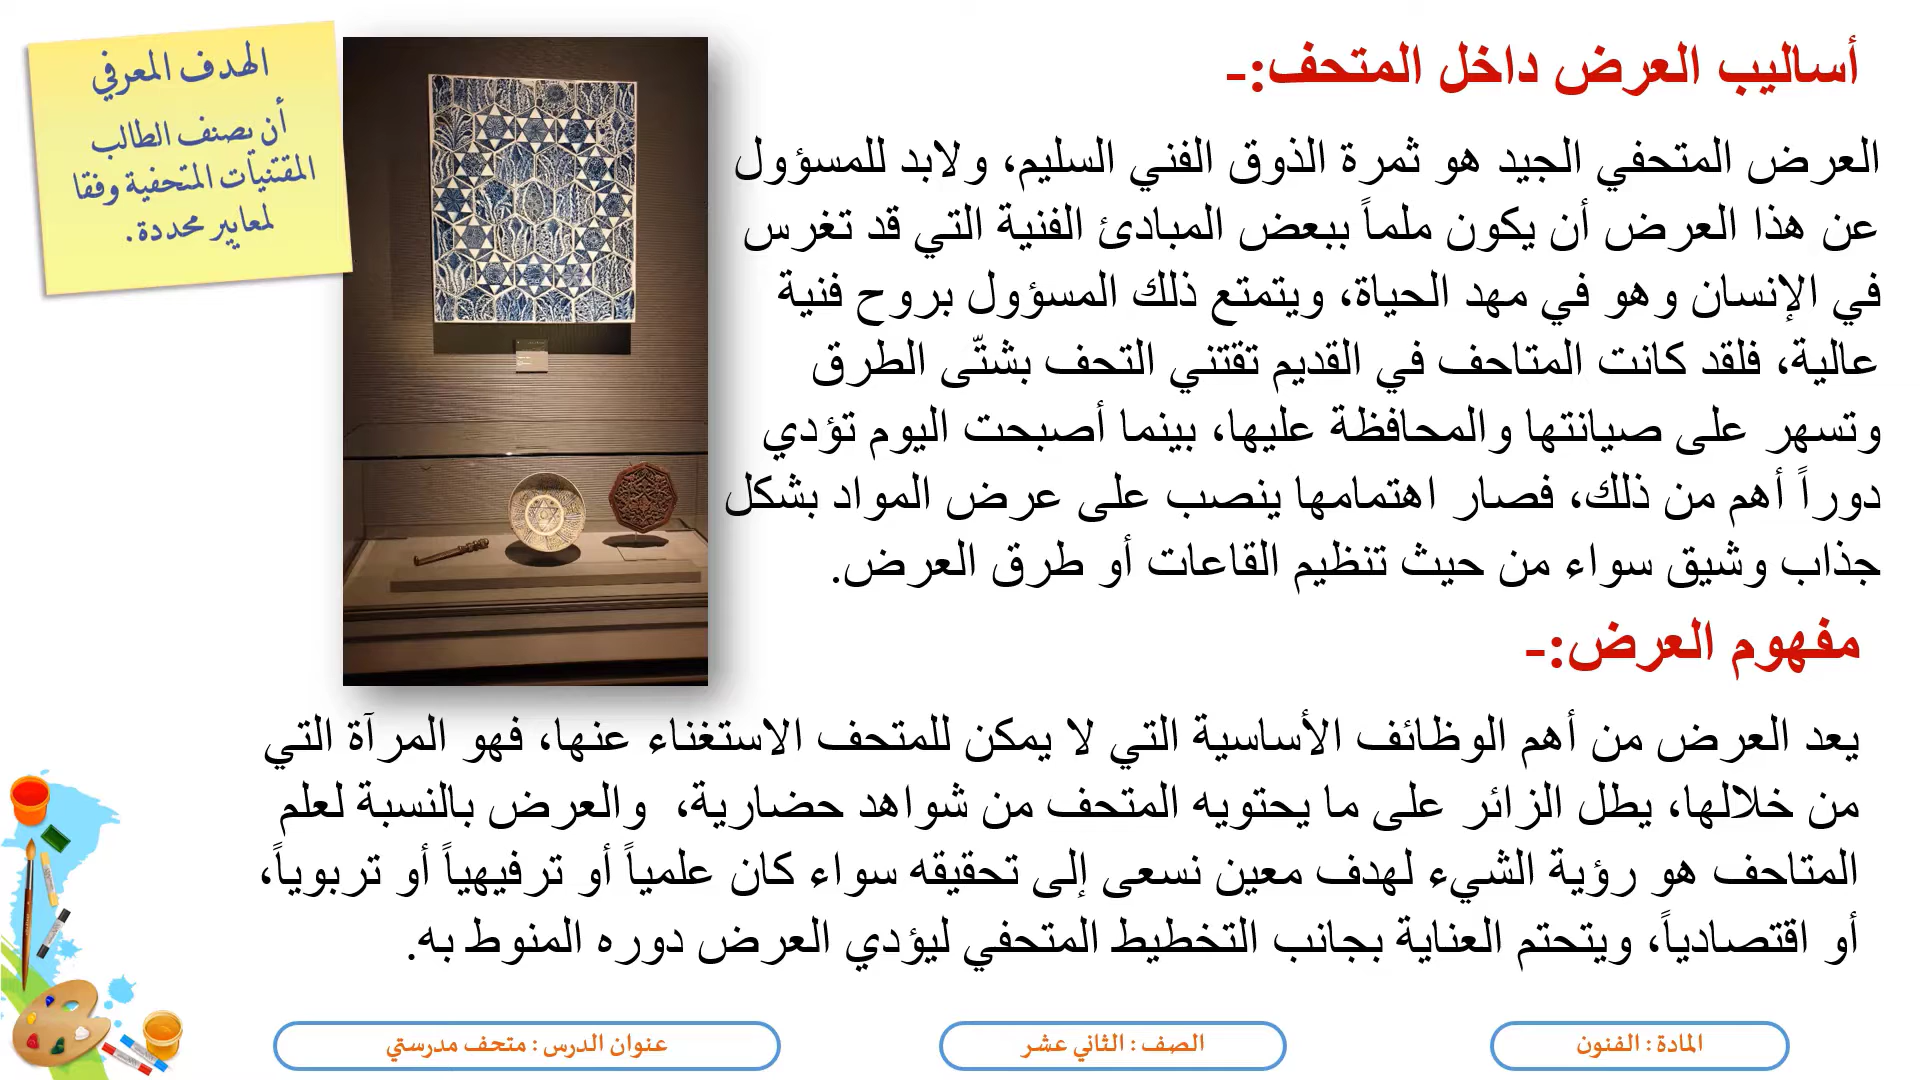 أساليب العرض داخل المتحف:-
العرض المتحفي الجيد هو ثمرة الذوق الفني السليم، ولابد للمسؤول
عن هذا العرض أن يكون ملماً ببعض المبادئ الفنية التي قد تغرس
في الإنسان وهو في مهد الحياة، ويتمتع ذلك المسؤول بروح فنية
عالية، فلقد كانت المتاحف في القديم تقتني التحف بشتّى الطرق
وتسهر على صيانتها والمحافظة عليها، بينما أصبحت اليوم تؤدي
دوراً أهم من ذلك، فصار اهتمامها ينصب على عرض المواد بشكل
جذاب وشيق سواء من حيث تنظيم القاعات أو طرق العرض.
الهدف المعرفي
أن يصنف الطالب
المقتنيات المتحفية وفقا
لمعايير محددة.
مفهوم العرض:-
يعد العرض من أهم الوظائف الأساسية التي لا يمكن للمتحف الاستغناء عنها، فهو المرآة التي
من خلالها، يطل الزائر على ما يحتويه المتحف من شواهد حضارية، والعرض بالنسبة لعلم
المتاحف هو رؤية الشيء لهدف معين نسعى إلى تحقيقه سواء كان علمياً أو ترفيهياً أو تربوياً،
أو اقتصادياً، ويتحتم العناية بجانب التخطيط المتحفي ليؤدي العرض دوره المنوط به.
المادة : الفنون
الصف : الثاني عشر
عنوان الدرس : متحف مدرستي